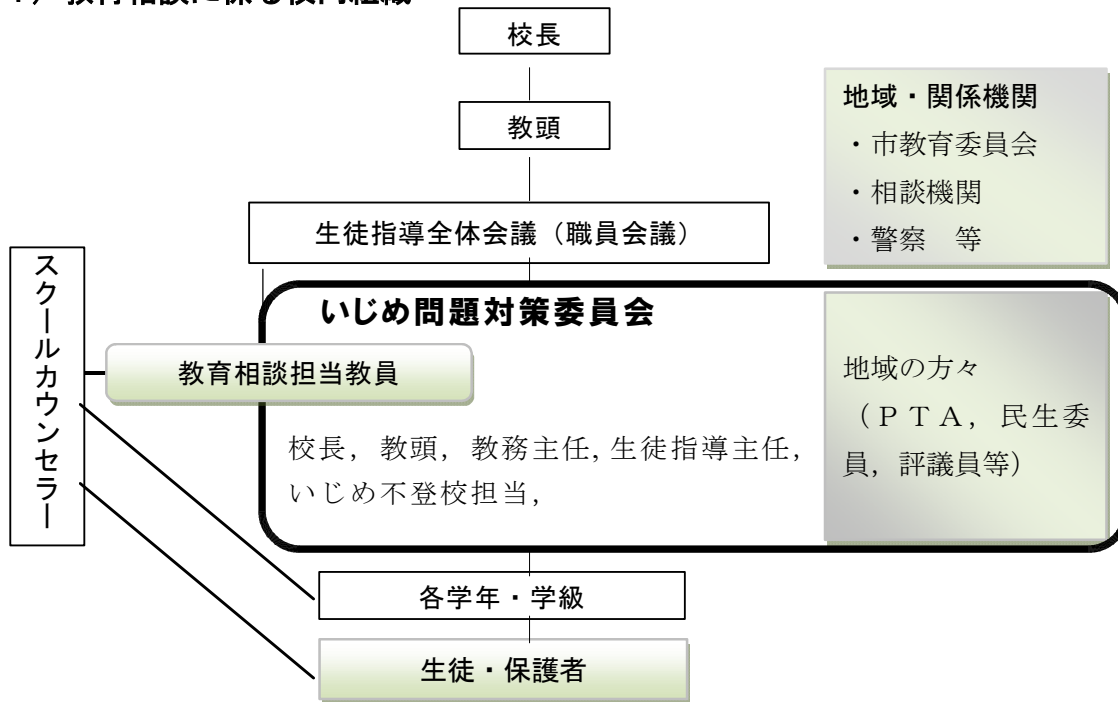 校長
教頭
生徒指導全体会議（職員会議）
地域・関係機関
・市教育委員会
・相談機関
・警察　等
スクールカウンセラー
いじめ問題対策委員会
教育相談担当教員
校長，教頭，教務主任，生徒指導主任，
いじめ不登校担当，
地域の方々
（ＰＴＡ，民生委
員，評議員等）
各学年・学級
生徒・保護者